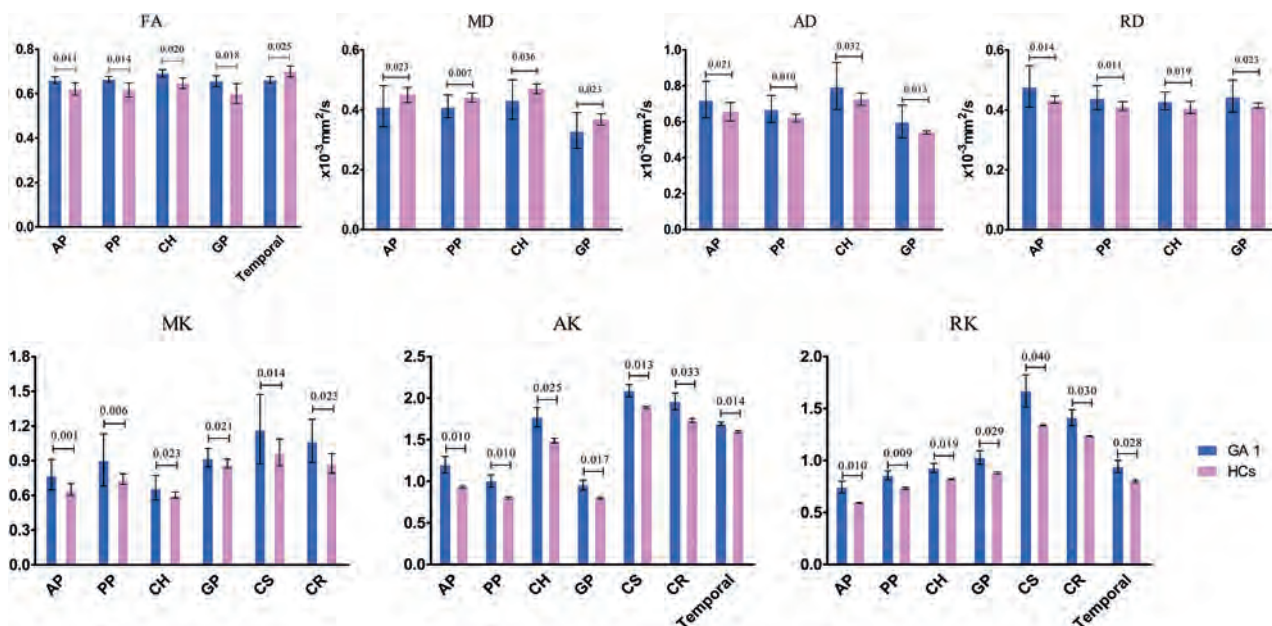 FA
0.8
0.6
0.4
0.2
0.0
0.011
0.014
0.020
0.018
0.025
AP
PP
CH
GP
Temporal
MD
x10⁻³mm²/s
0.6
0.4
0.2
0.0
0.023
0.007
0.036
0.023
AP
PP
CH
GP
AD
x10⁻³mm²/s
1.0
0.8
0.6
0.4
0.2
0.0
0.021
0.010
0.032
0.013
AP
PP
CH
GP
RD
x10⁻³mm²/s
0.6
0.4
0.2
0.0
0.014
0.011
0.019
0.023
AP
PP
CH
GP
MK
1.8
1.5
1.2
0.9
0.6
0.3
0.0
0.001
0.006
0.023
0.021
0.014
0.023
AP
PP
CH
GP
CS
CR
AK
2.5
2.0
1.5
1.0
0.5
0.0
0.010
0.010
0.025
0.017
0.013
0.033
0.014
AP
PP
CH
GP
CS
CR
Temporal
RK
2.0
1.5
1.0
0.5
0.0
0.010
0.009
0.019
0.029
0.040
0.030
0.028
AP
PP
CH
GP
CS
CR
Temporal
GA 1
HCs